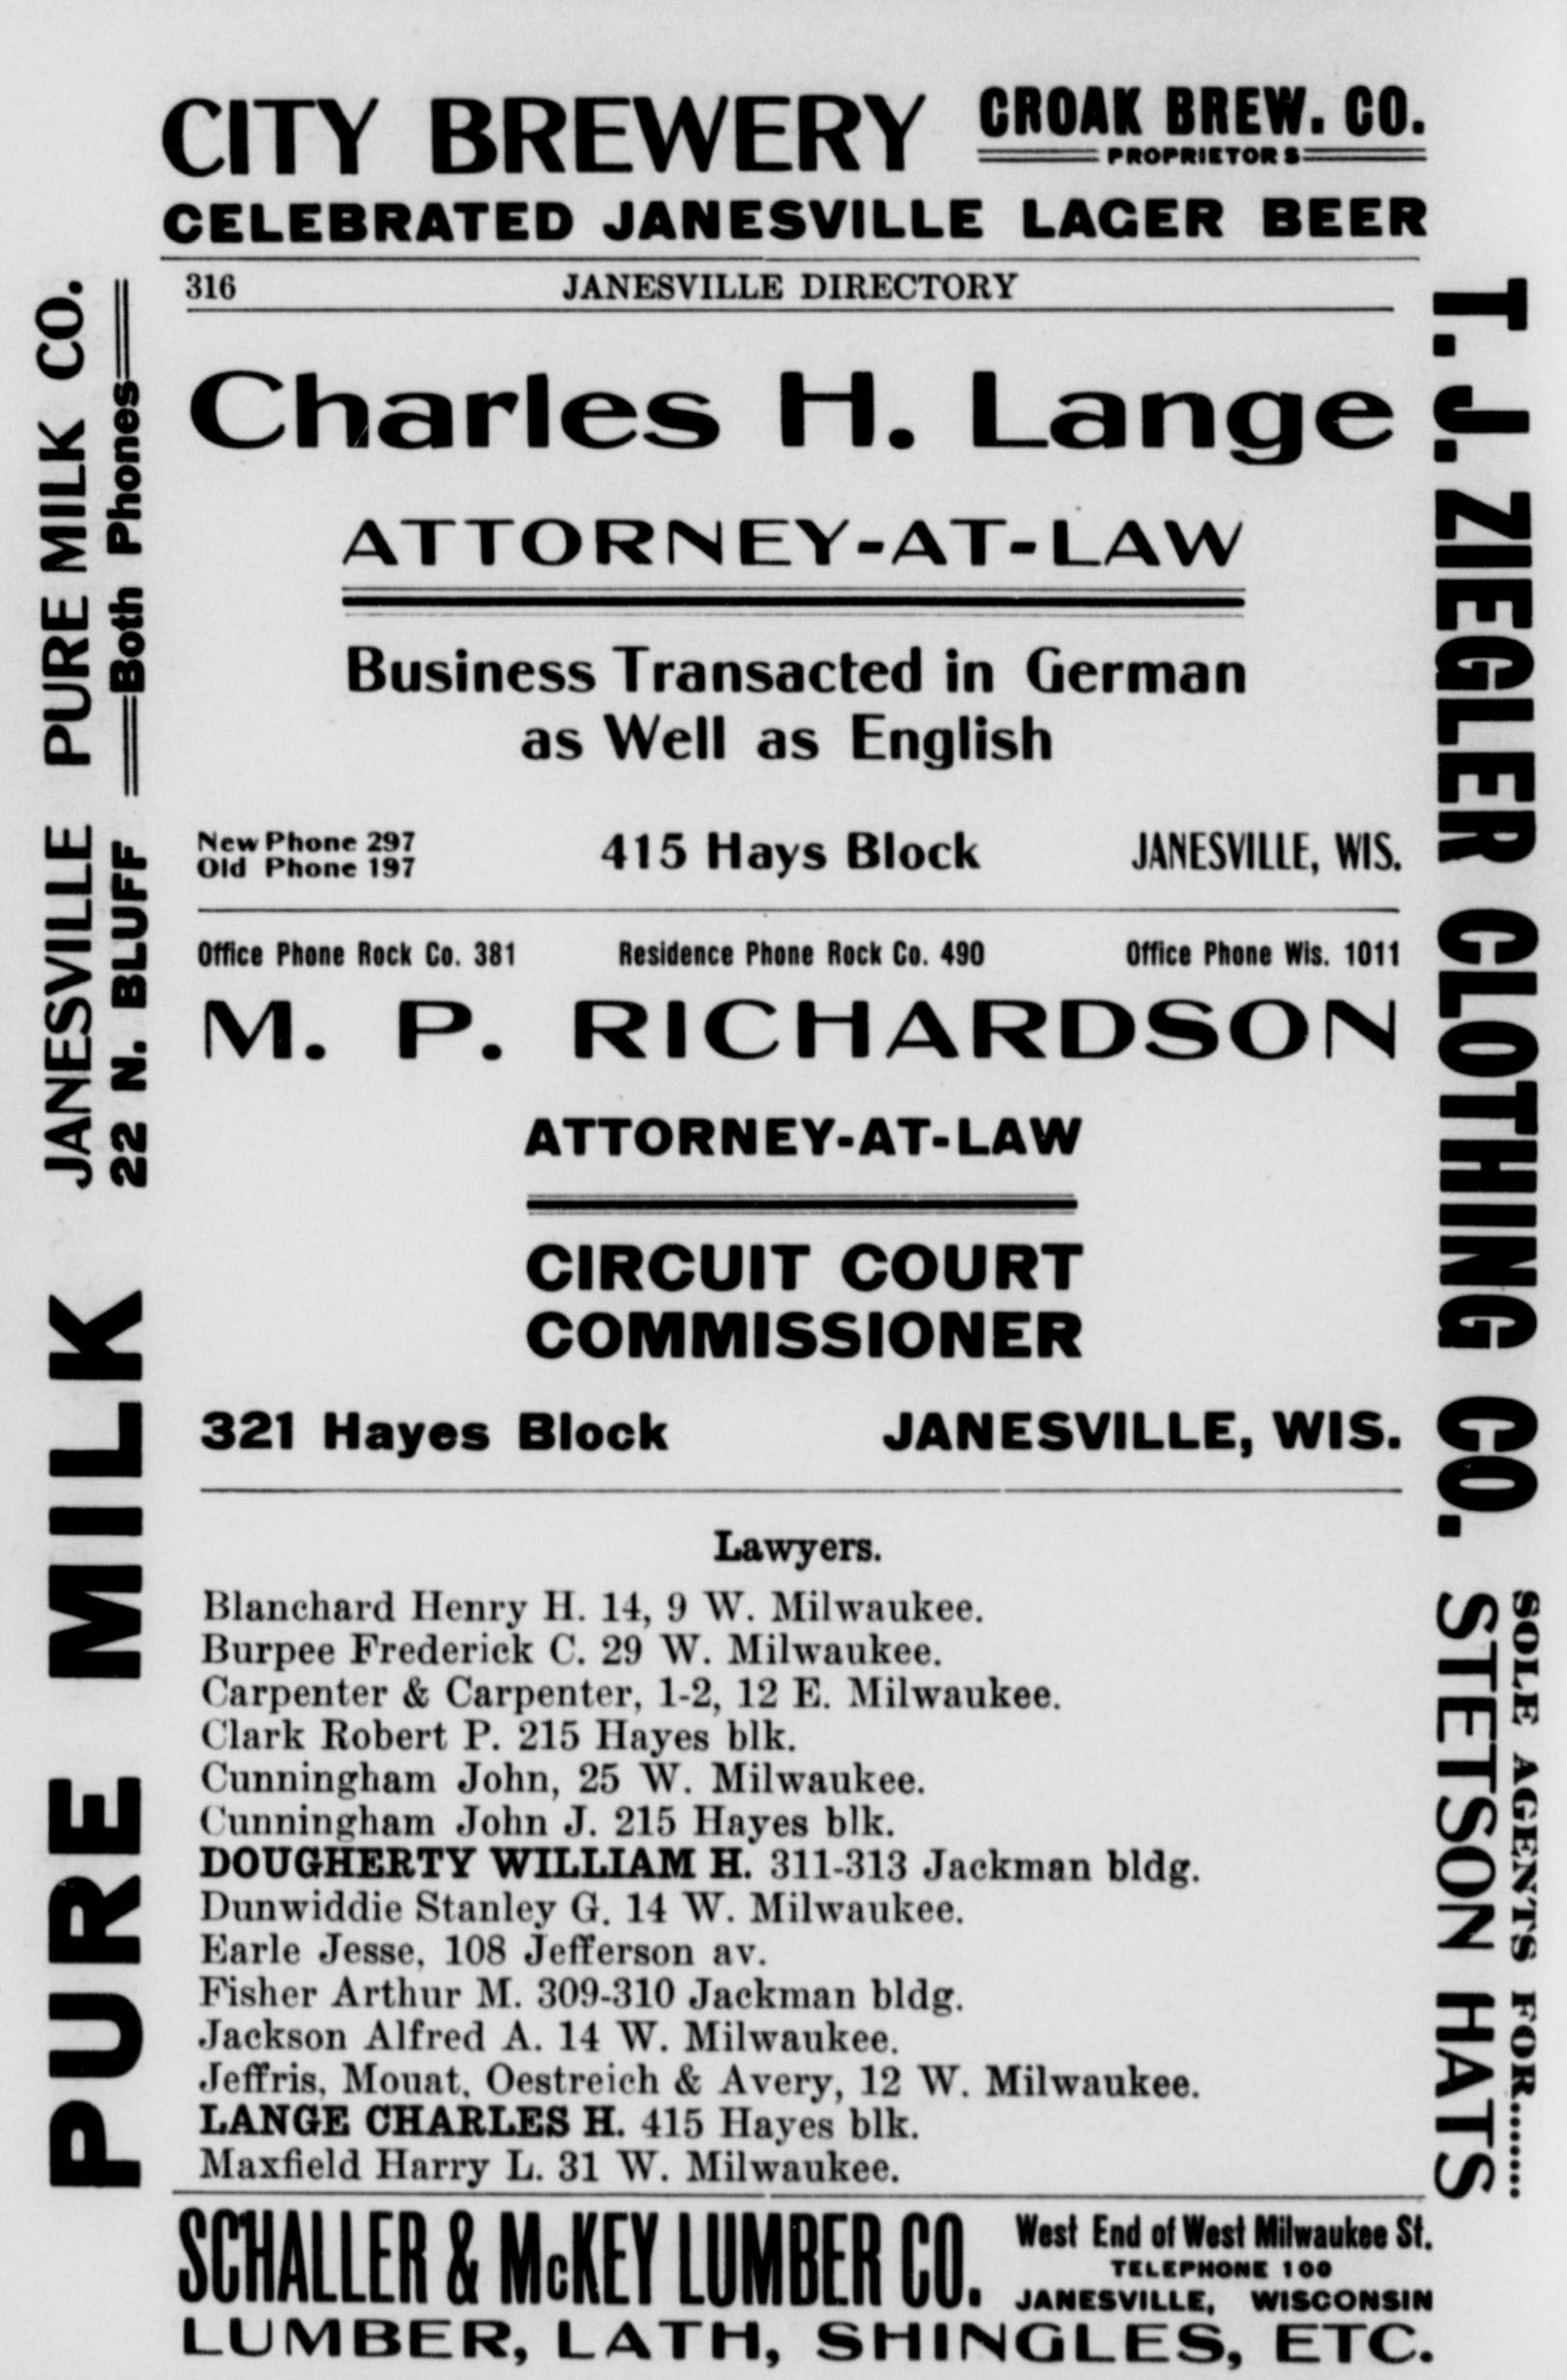 CITY BREWERY
CROAK BREW. CO.
PROPRIETORS
CELEBRATED JANESVILLE LAGER BEER
316
JANESVILLE DIRECTORY
Charles H. Lange
ATTORNEY-AT-LAW
Business Transacted in German
as Well as English
New Phone 297
Old Phone 197
415 Hays Block
JANESVILLE, WIS.
Office Phone Rock Co. 381
Residence Phone Rock Co. 490
Office Phone Wis. 1011
M. P. RICHARDSON
ATTORNEY-AT-LAW
CIRCUIT COURT
COMMISSIONER
321 Hayes Block
JANESVILLE, WIS.
Lawyers.
Blanchard Henry H. 14, 9 W. Milwaukee.
Burpee Frederick C. 29 W. Milwaukee.
Carpenter & Carpenter, 1-2, 12 E. Milwaukee.
Clark Robert P. 215 Hayes blk.
Cunningham John, 25 W. Milwaukee.
Cunningham John J. 215 Hayes blk.
DOUGHERTY WILLIAM H. 311-313 Jackman bldg.
Dunwiddie Stanley G. 14 W. Milwaukee.
Earle Jesse, 108 Jefferson av.
Fisher Arthur M. 309-310 Jackman bldg.
Jackson Alfred A. 14 W. Milwaukee.
Jeffris, Mouat, Oestreich & Avery, 12 W. Milwaukee.
LANGE CHARLES H. 415 Hayes blk.
Maxfield Harry L. 31 W. Milwaukee.
PURE MILK
JANESVILLE PURE MILK CO.
22 N. BLUFF Both Phones
T. J. ZIEGLER CLOTHING CO.
SOLE AGENTS FOR........
STETSON HATS
SCHALLER & McKEY LUMBER CO.
West End of West Milwaukee St.
TELEPHONE 100
JANESVILLE, WISCONSIN
LUMBER, LATH, SHINGLES, ETC.